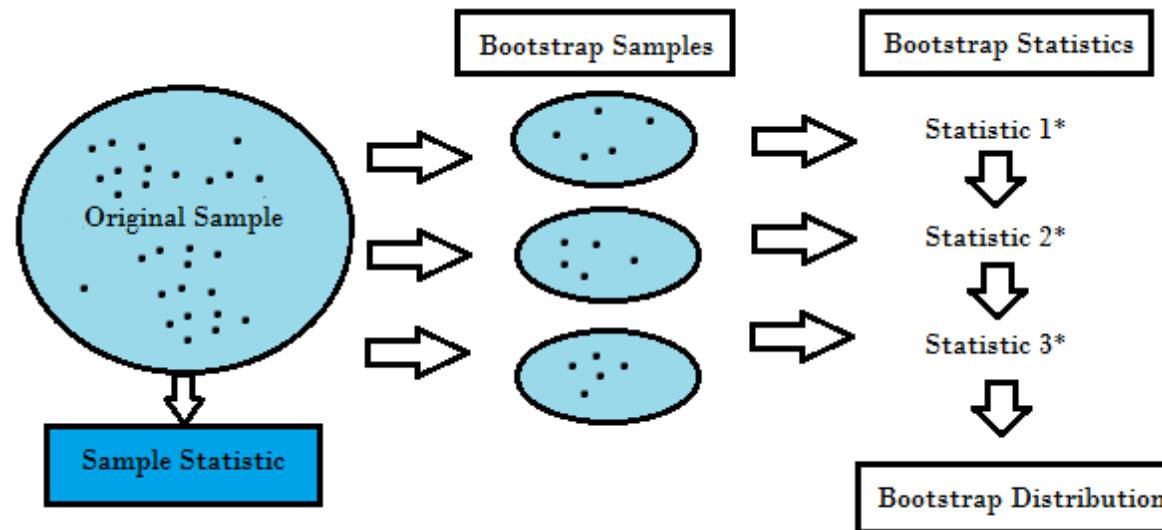 Bootstrap Samples
Bootstrap Statistics
Original Sample
Statistic 1*
Statistic 2*
Statistic 3*
Sample Statistic
Bootstrap Distribution